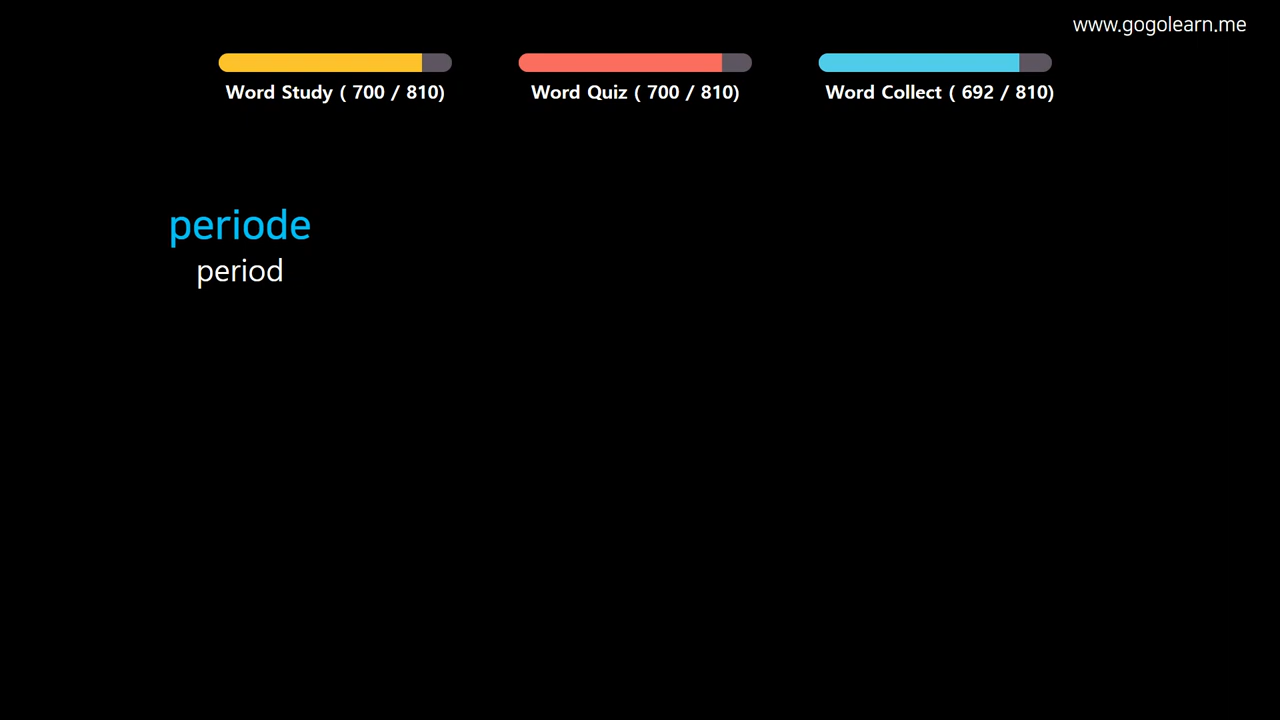 www.gogolearn.me
Word Study ( 700 / 810)
Word Quiz ( 700 / 810)
Word Collect ( 692 / 810)
periode
period